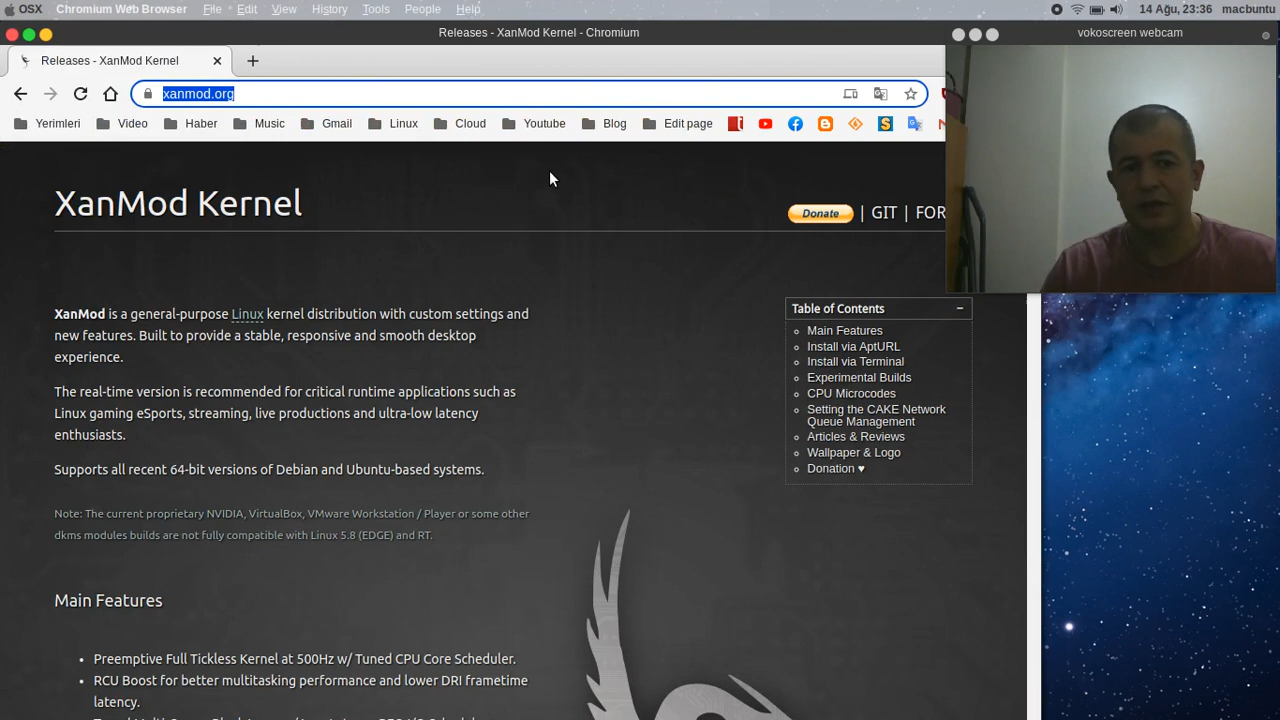 OSX Chromium Web Browser File Edit View History Tools People Help 14 Ağu, 23:36 macbuntu
Releases - XanMod Kernel - Chromium
vokoscreen webcam
Releases - XanMod Kernel
xanmod.org
Yerimleri Video Haber Music Gmail Linux Cloud Youtube Blog Edit page
XanMod Kernel
Donate | GIT | FOR
XanMod is a general-purpose Linux kernel distribution with custom settings and
new features. Built to provide a stable, responsive and smooth desktop
experience.
The real-time version is recommended for critical runtime applications such as
Linux gaming eSports, streaming, live productions and ultra-low latency
enthusiasts.
Supports all recent 64-bit versions of Debian and Ubuntu-based systems.
Note: The current proprietary NVIDIA, VirtualBox, VMware Workstation / Player or some other
dkms modules builds are not fully compatible with Linux 5.8 (EDGE) and RT.
Table of Contents −
Main Features
Install via AptURL
Install via Terminal
Experimental Builds
CPU Microcodes
Setting the CAKE Network
Queue Management
Articles & Reviews
Wallpaper & Logo
Donation ♥
Main Features
Preemptive Full Tickless Kernel at 500Hz w/ Tuned CPU Core Scheduler.
RCU Boost for better multitasking performance and lower DRI frametime
latency.